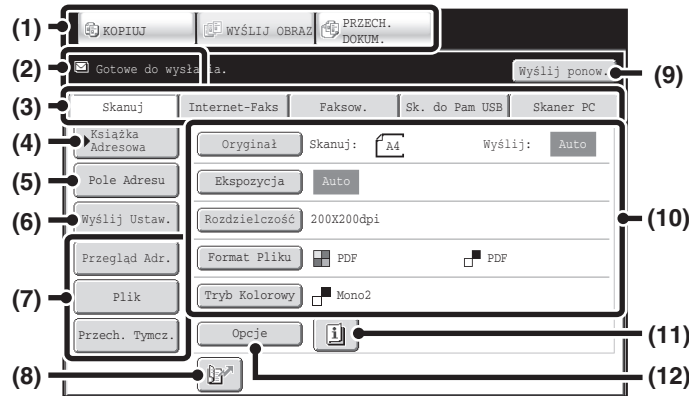 (1) KOPIUJ WYŚLIJ OBRAZ PRZECH. DOKUM.
(2) Gotowe do wysłania. Wyślij ponow. (9)
(3) Skanuj Internet-Faks Faksow. Sk. do Pam USB Skaner PC
(4) Książka Adresowa Oryginał Skanuj: A4 Wyślij: Auto
(5) Pole Adresu Ekspozycja Auto
(6) Wyślij Ustaw. Rozdzielczość 200X200dpi (10)
Przegląd Adr. Format Pliku PDF PDF
(7) Plik Tryb Kolorowy Mono2
Przech. Tymcz. Opcje (11)
(8) (12)